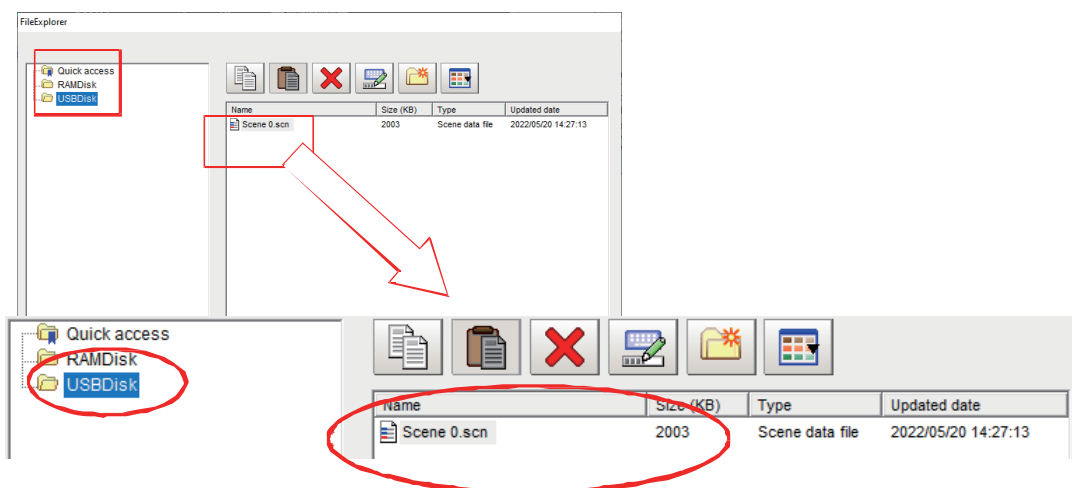 FileExplorer
Quick access
RAMDisk
USBDisk
Name Size (KB) Type Updated date
Scene 0.scn 2003 Scene data file 2022/05/20 14:27:13
Quick access
RAMDisk
USBDisk
Name Size (KB) Type Updated date
Scene 0.scn 2003 Scene data file 2022/05/20 14:27:13